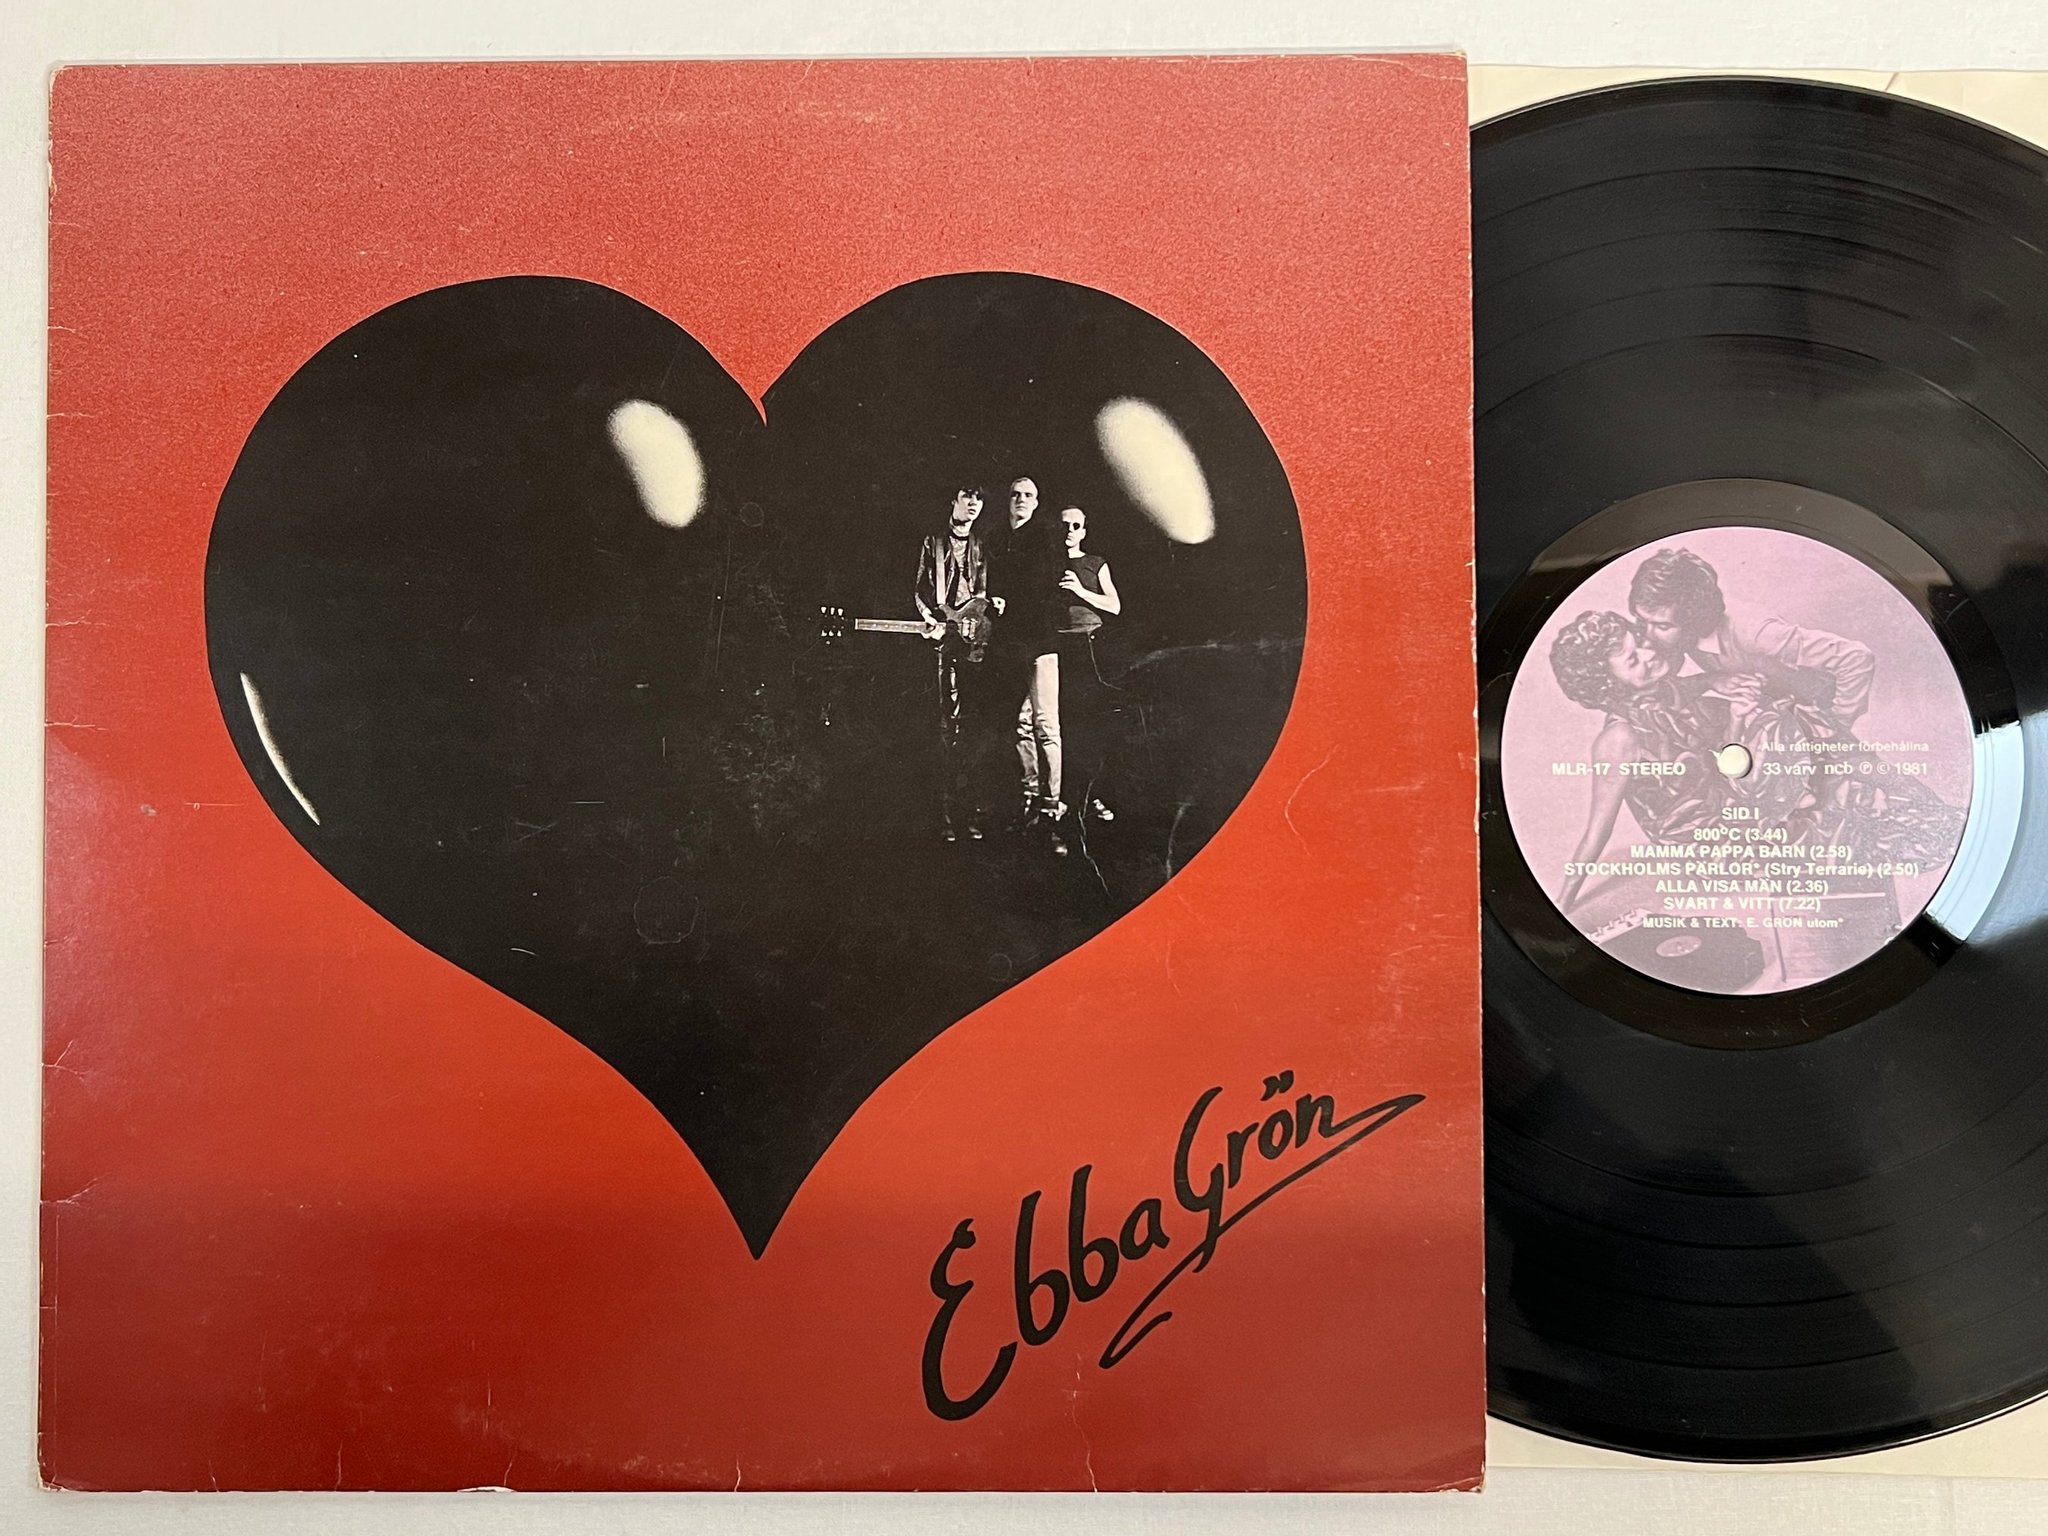 Ebba Grön
Alla rättigheter förbehållna
MLR-17 STEREO 33 varv ncb ℗ © 1981
SID I
800°C (3.44)
MAMMA PAPPA BARN (2.58)
STOCKHOLMS PÄRLOR* (Stry Terrarie) (2.50)
ALLA VISA MÄN (2.36)
SVART & VITT (7.22)
MUSIK & TEXT: E. GRÖN utom*